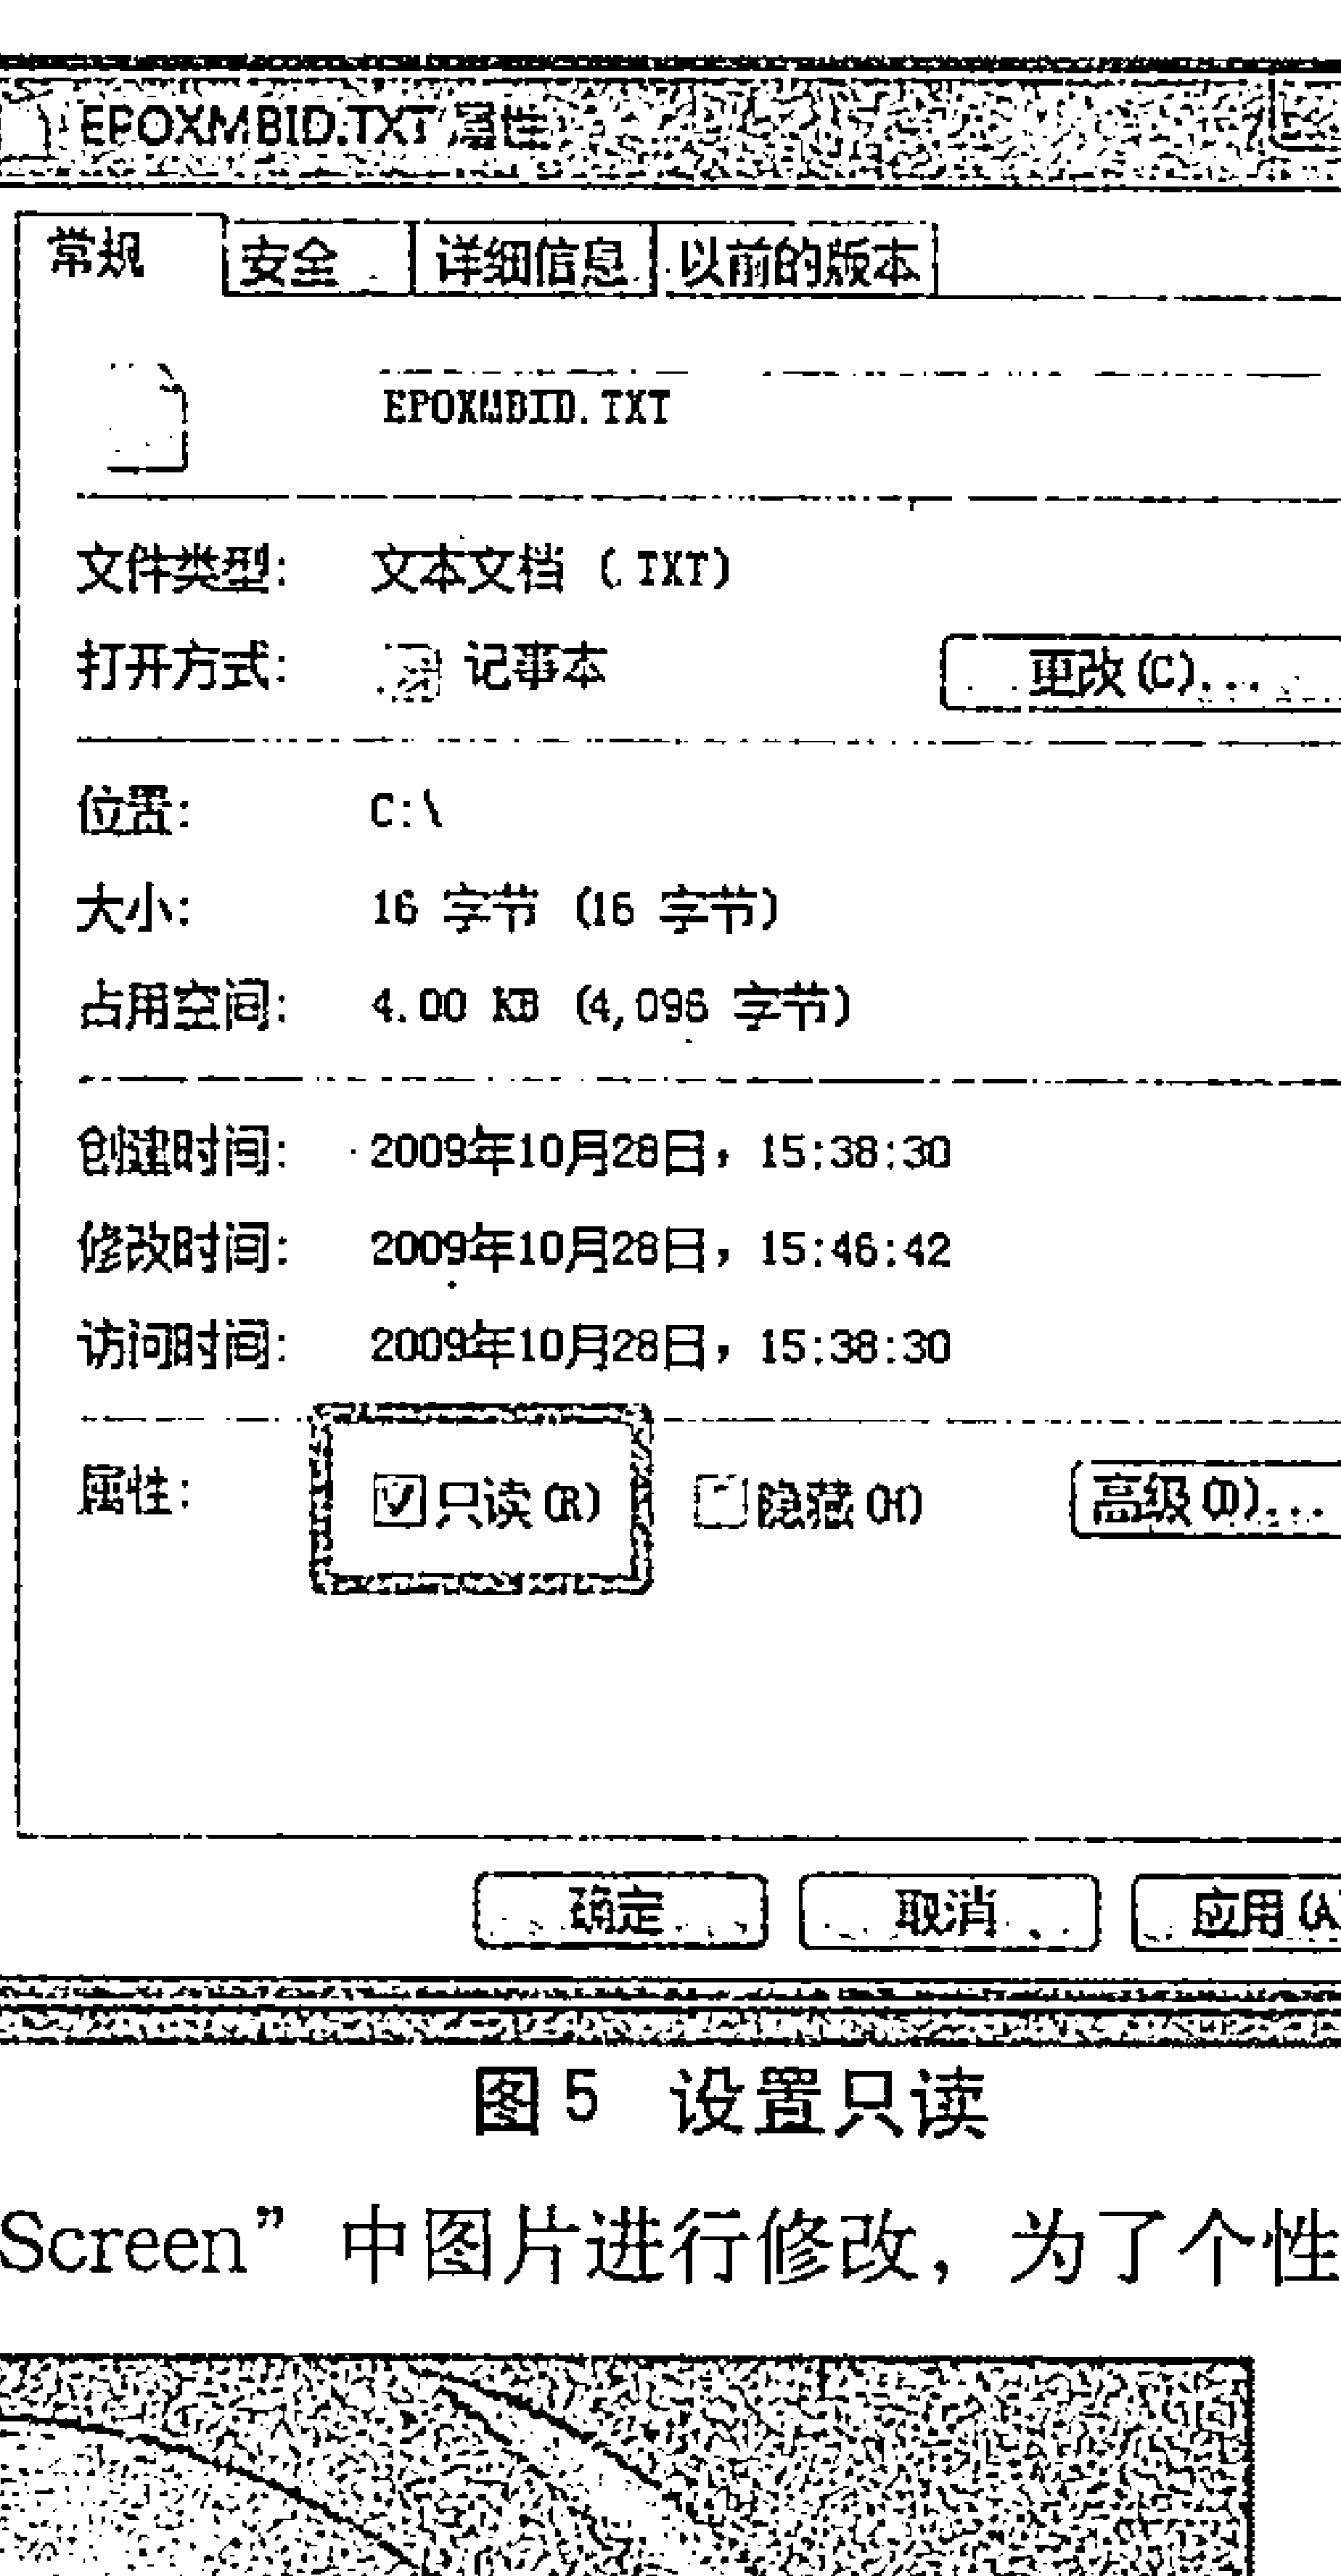 EPOXMBID.TXT 属性
常规 安全 详细信息 以前的版本
EPOXMBID.TXT
文件类型: 文本文档 (.TXT)
打开方式: 记事本 更改(C)...
位置: C:\
大小: 16 字节 (16 字节)
占用空间: 4.00 KB (4,096 字节)
创建时间: 2009年10月28日, 15:38:30
修改时间: 2009年10月28日, 15:46:42
访问时间: 2009年10月28日, 15:38:30
属性: 只读(R) 隐藏(H) 高级(D)...
确定 取消 应用(A
图5 设置只读
Screen” 中图片进行修改, 为了个性